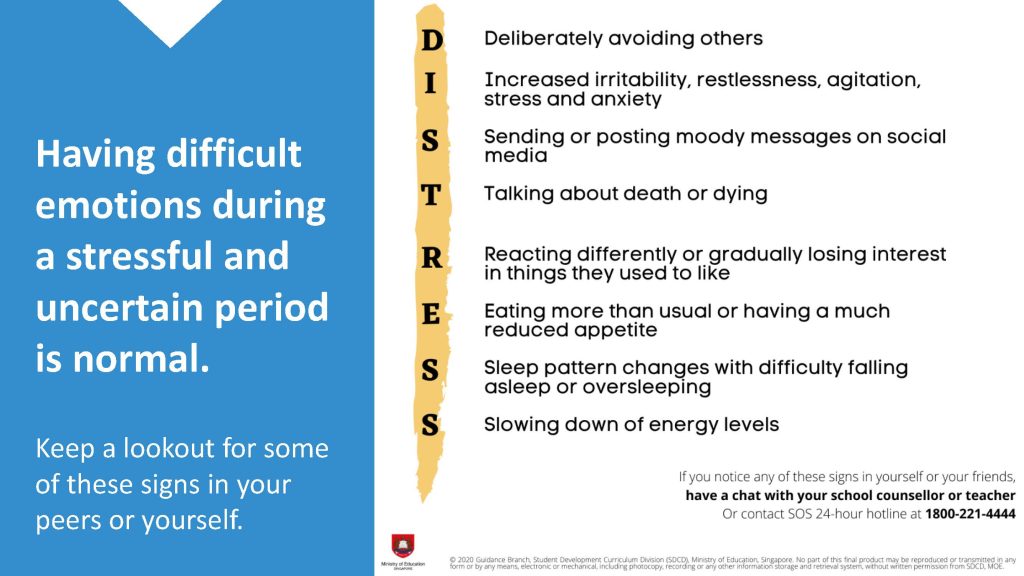 Having difficult
emotions during
a stressful and
uncertain period
is normal.
Keep a lookout for some
of these signs in your
peers or yourself.
D Deliberately avoiding others
I Increased irritability, restlessness, agitation,
stress and anxiety
S Sending or posting moody messages on social
media
T Talking about death or dying
R Reacting differently or gradually losing interest
in things they used to like
E Eating more than usual or having a much
reduced appetite
S Sleep pattern changes with difficulty falling
asleep or oversleeping
S Slowing down of energy levels
If you notice any of these signs in yourself or your friends,
have a chat with your school counsellor or teacher
Or contact SOS 24-hour hotline at 1800-221-4444
Ministry of Education
SINGAPORE
© 2020 Guidance Branch, Student Development Curriculum Division (SDCD), Ministry of Education, Singapore. No part of this final product may be reproduced or transmitted in any
form or by any means, electronic or mechanical, including photocopy, recording or any other information storage and retrieval system, without written permission from SDCD, MOE.